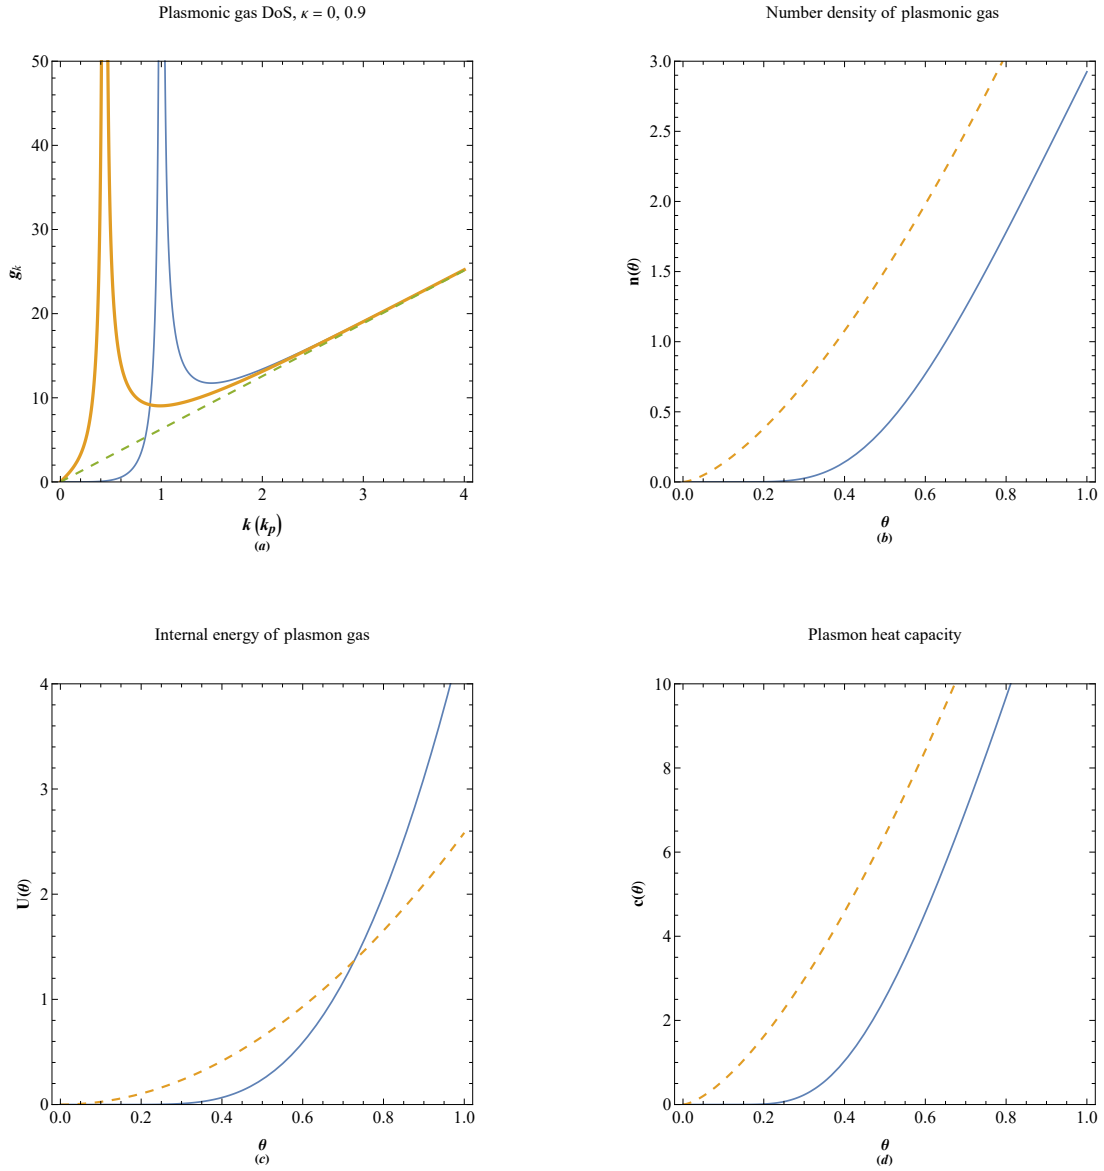 Plasmonic gas DoS, κ = 0, 0.9
50
40
30
20
10
0
g_k
0 1 2 3 4
k (k_p)
(a)
Number density of plasmonic gas
3.0
2.5
2.0
1.5
1.0
0.5
0.0
n(θ)
0.0 0.2 0.4 0.6 0.8 1.0
θ
(b)
Internal energy of plasmon gas
4
3
2
1
0
U(θ)
0.0 0.2 0.4 0.6 0.8 1.0
θ
(c)
Plasmon heat capacity
10
8
6
4
2
0
c(θ)
0.0 0.2 0.4 0.6 0.8 1.0
θ
(d)